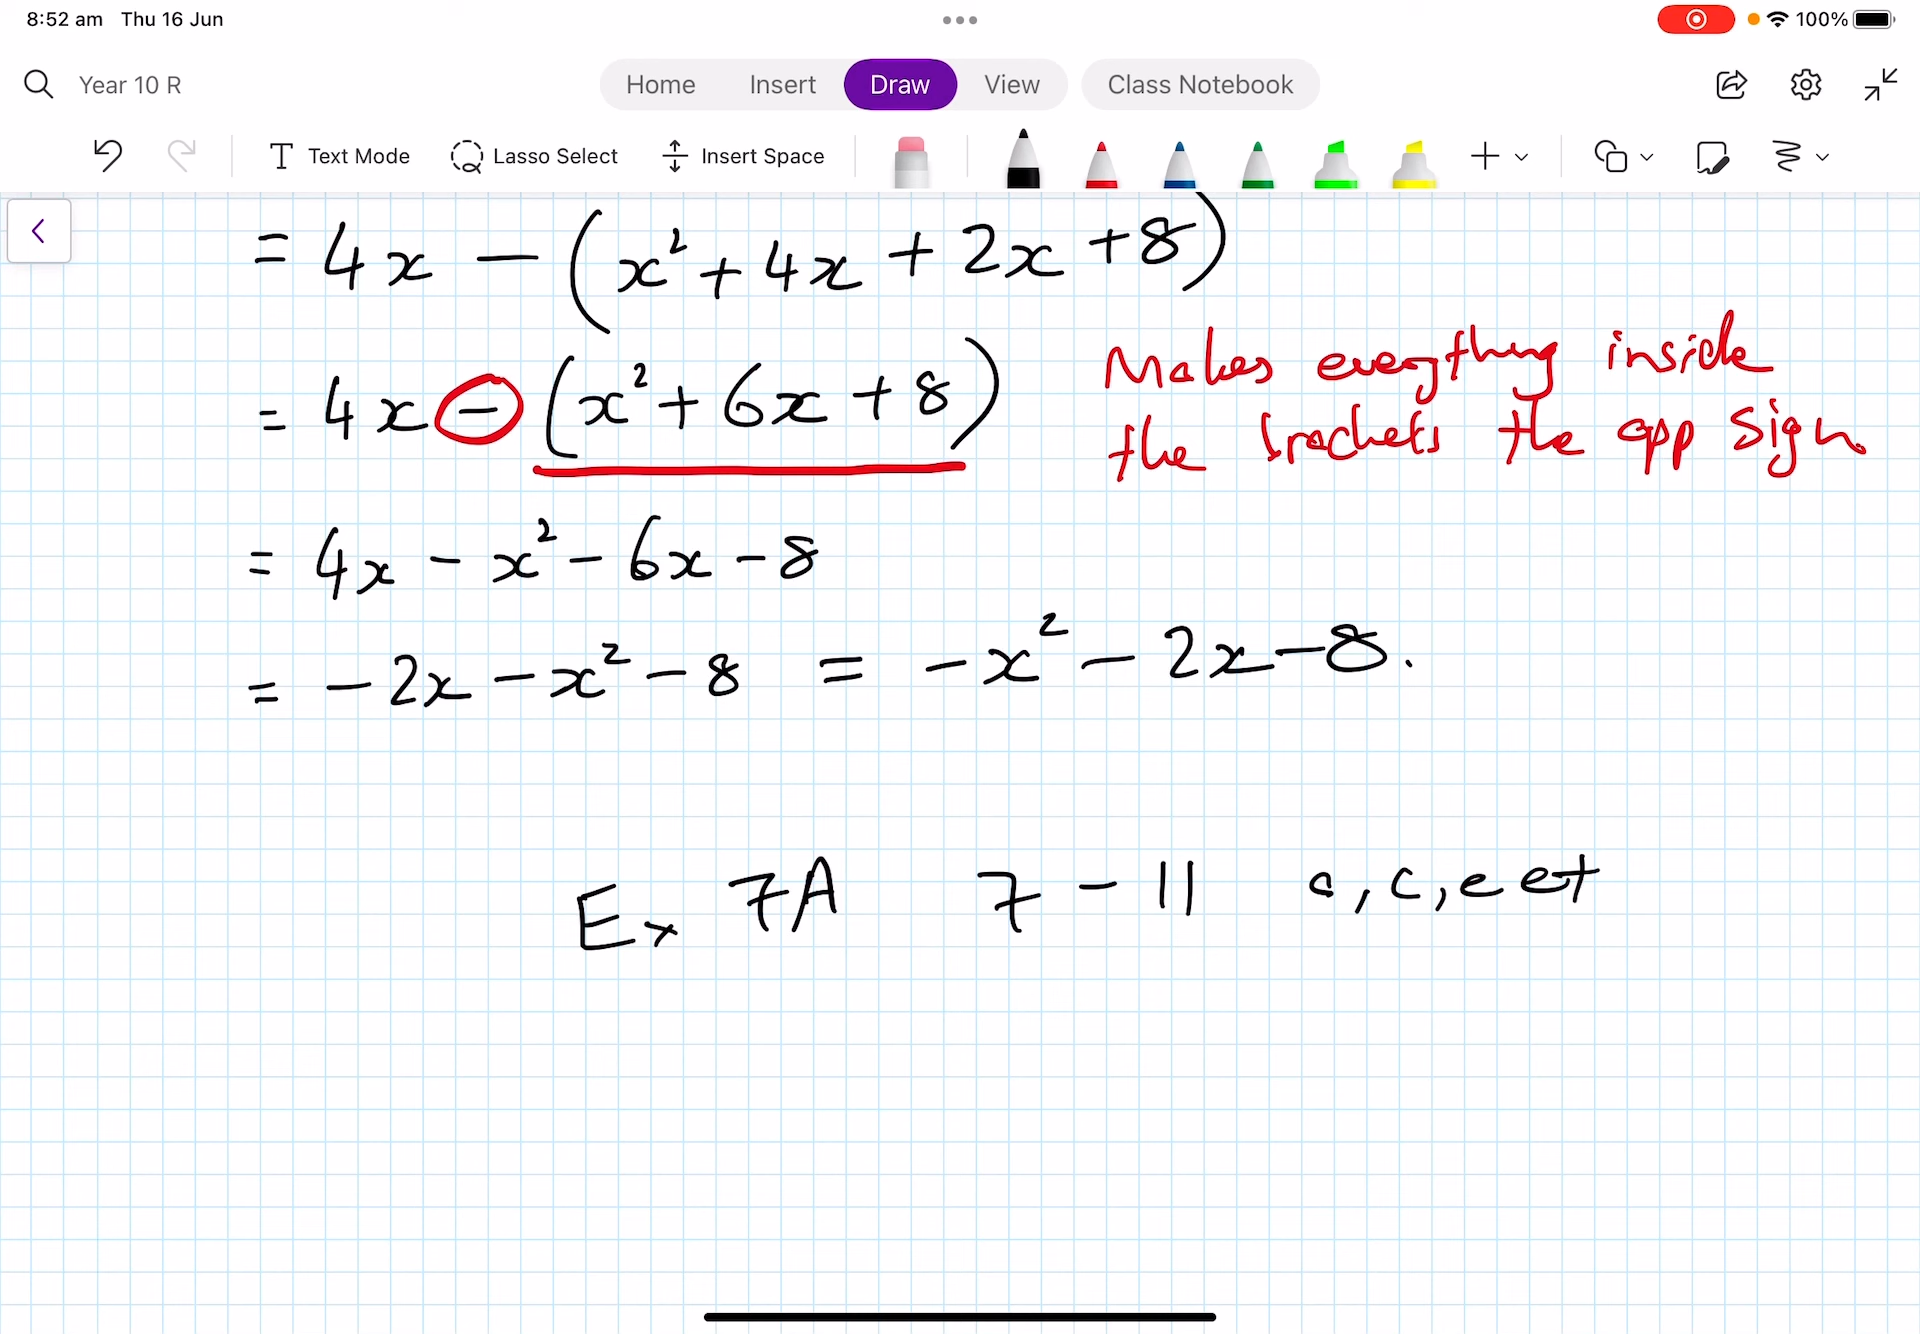 8:52 am Thu 16 Jun
100%
Year 10 R
Home Insert Draw View Class Notebook
Text Mode Lasso Select Insert Space
= 4x - (x² + 4x + 2x + 8)
= 4x - (x² + 6x + 8)
Makes everything inside
the brackets the opp sign
= 4x - x² - 6x - 8
= -2x - x² - 8 = -x² - 2x - 8.
Ex 7A 7 - 11 a, c, e et